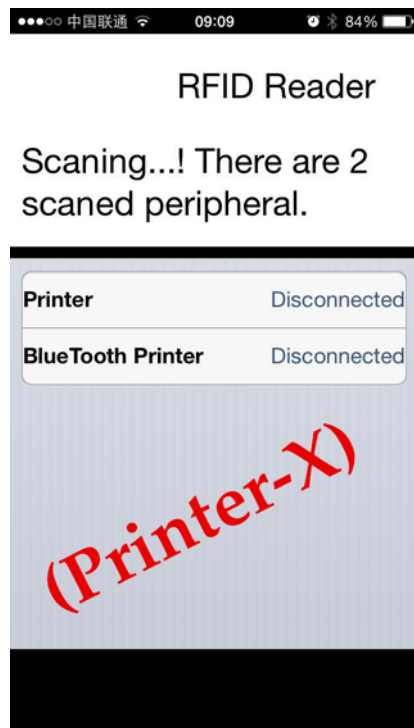 ●●●○○ 中国联通 09:09 84%
RFID Reader
Scaning...! There are 2
scaned peripheral.
Printer Disconnected
BlueTooth Printer Disconnected
(Printer-X)